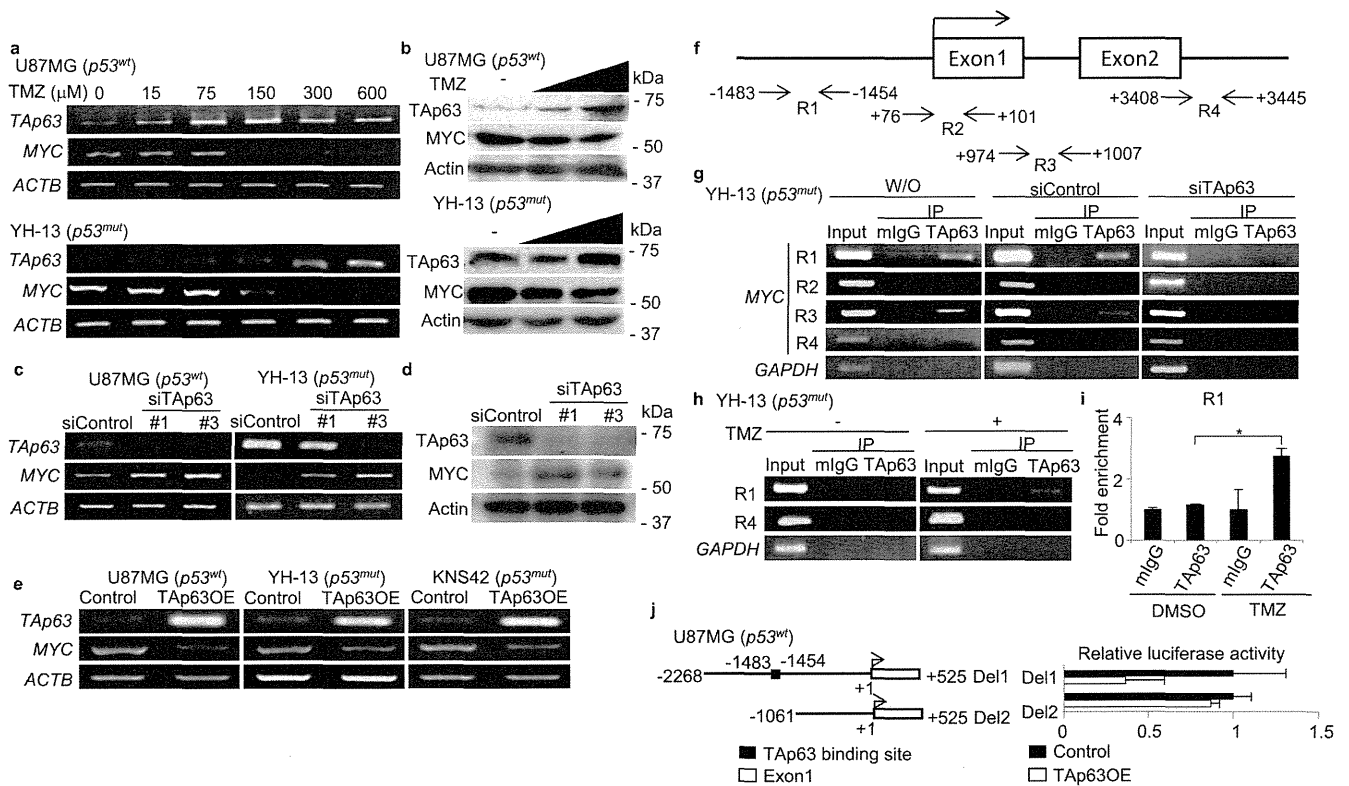 a
U87MG (p53wt)
TMZ (μM) 0 15 75 150 300 600
TAp63
MYC
ACTB
YH-13 (p53mut)
TAp63
MYC
ACTB
b
U87MG (p53wt)
TMZ - kDa
TAp63 - 75
MYC - 50
Actin - 37
YH-13 (p53mut)
- kDa
TAp63 - 75
MYC - 50
Actin - 37
c
U87MG (p53wt) YH-13 (p53mut)
siTAp63 siTAp63
siControl #1 #3 siControl #1 #3
TAp63
MYC
ACTB
d
siTAp63
siControl #1 #3 kDa
TAp63 - 75
MYC - 50
Actin - 37
e
U87MG (p53wt) YH-13 (p53mut) KNS42 (p53mut)
Control TAp63OE Control TAp63OE Control TAp63OE
TAp63
MYC
ACTB
f
Exon1 Exon2
-1483 R1 -1454
+76 R2 +101
+974 R3 +1007
+3408 R4 +3445
g
YH-13 (p53mut) W/O siControl siTAp63
IP IP IP
Input mIgG TAp63 Input mIgG TAp63 Input mIgG TAp63
MYC
R1
R2
R3
R4
GAPDH
h
YH-13 (p53mut)
TMZ - +
IP IP
Input mIgG TAp63 Input mIgG TAp63
R1
R4
GAPDH
i
R1
Fold enrichment
4
2
0
*
mIgG TAp63 mIgG TAp63
DMSO TMZ
j
U87MG (p53wt)
-1483 -1454
-2268 +1 +525 Del1
-1061 +1 +525 Del2
TAp63 binding site
Exon1
Relative luciferase activity
Del1
Del2
0 0.5 1 1.5
Control
TAp63OE